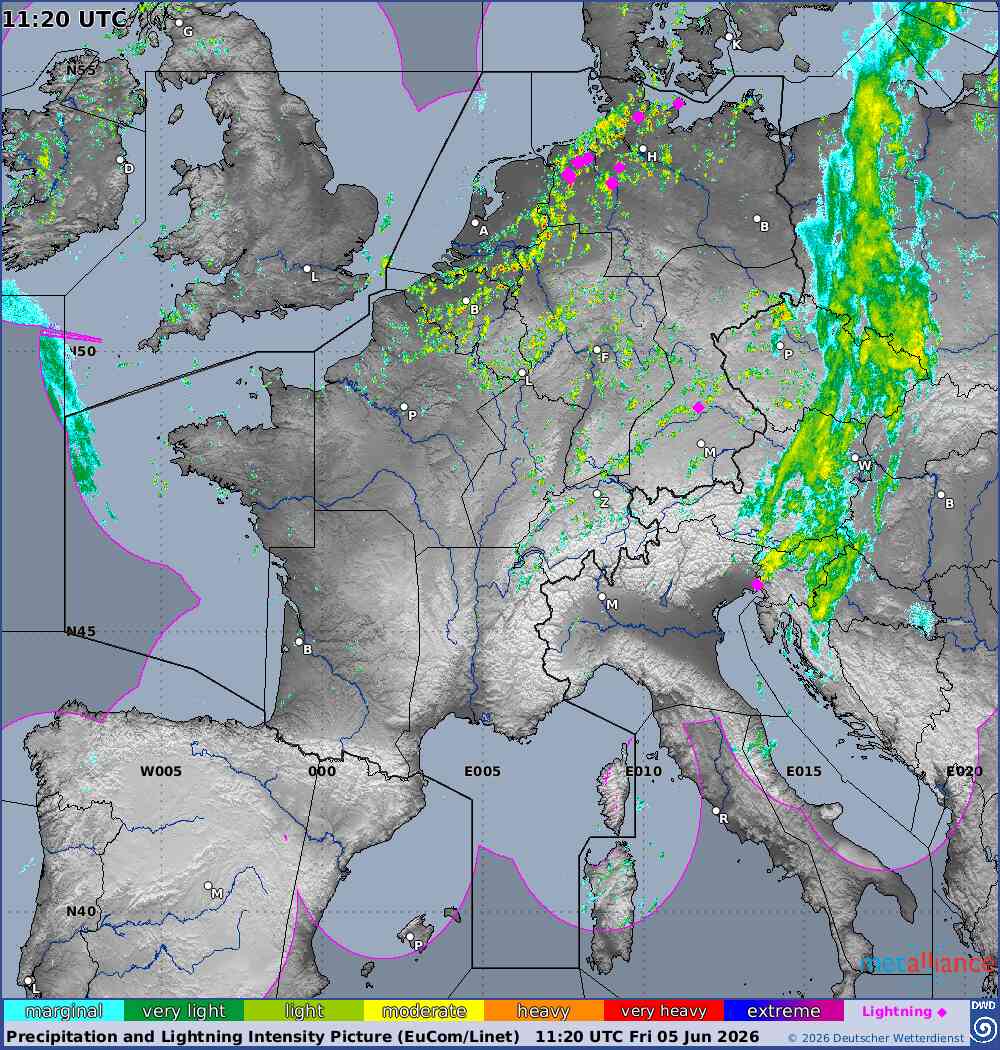 11:20 UTC
G
K
N55
H
D
A
B
L
B
N50
P
F
L
P
M
W
B
Z
M
N45
B
W005
000
E005
E010
E015
E020
R
M
N40
P
L
metalliance
marginal
very light
light
moderate
heavy
very heavy
extreme
Lightning
DWD
Precipitation and Lightning Intensity Picture (EuCom/Linet) 11:20 UTC Fri 05 Jun 2026
© 2026 Deutscher Wetterdienst